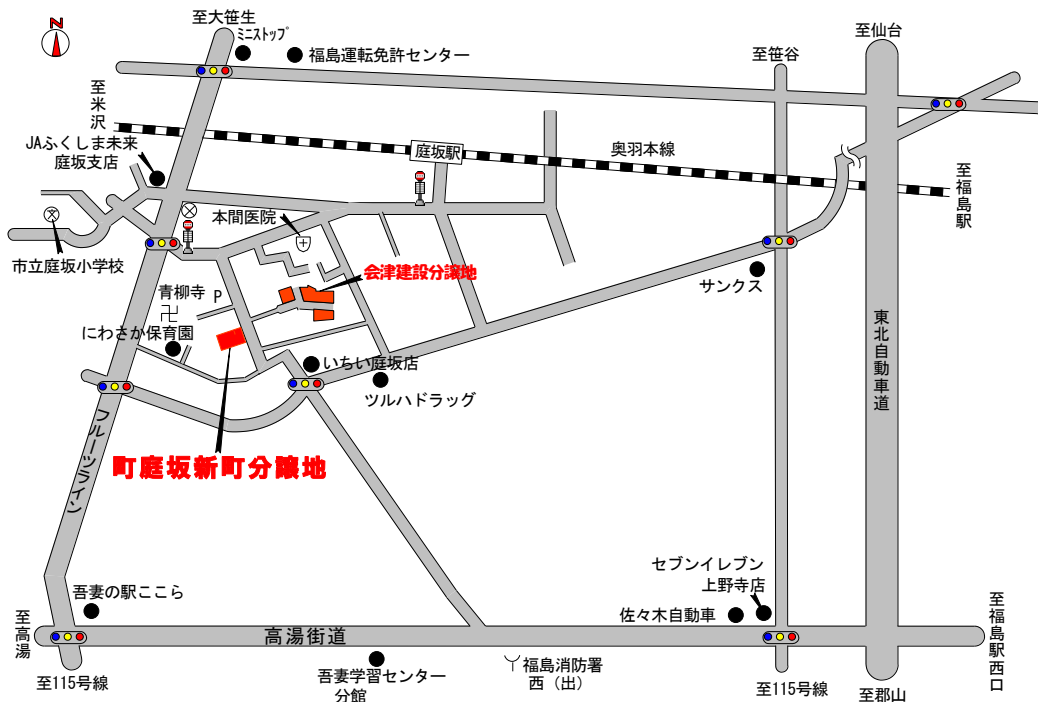 N
至大笹生
ミニストップ
福島運転免許センター
至仙台
至笹谷
至米沢
JAふくしま未来
庭坂支店
庭坂駅
奥羽本線
至福島駅
文
本間医院
市立庭坂小学校
会津建設分譲地
サンクス
青柳寺
P
卍
にわさか保育園
東北自動車道
いちい庭坂店
ツルハドラッグ
フルーツライン
町庭坂新町分譲地
セブンイレブン
上野寺店
吾妻の駅ここら
佐々木自動車
至高湯
高湯街道
至福島駅西口
吾妻学習センター
分館
福島消防署
西（出）
至115号線
至115号線
至郡山